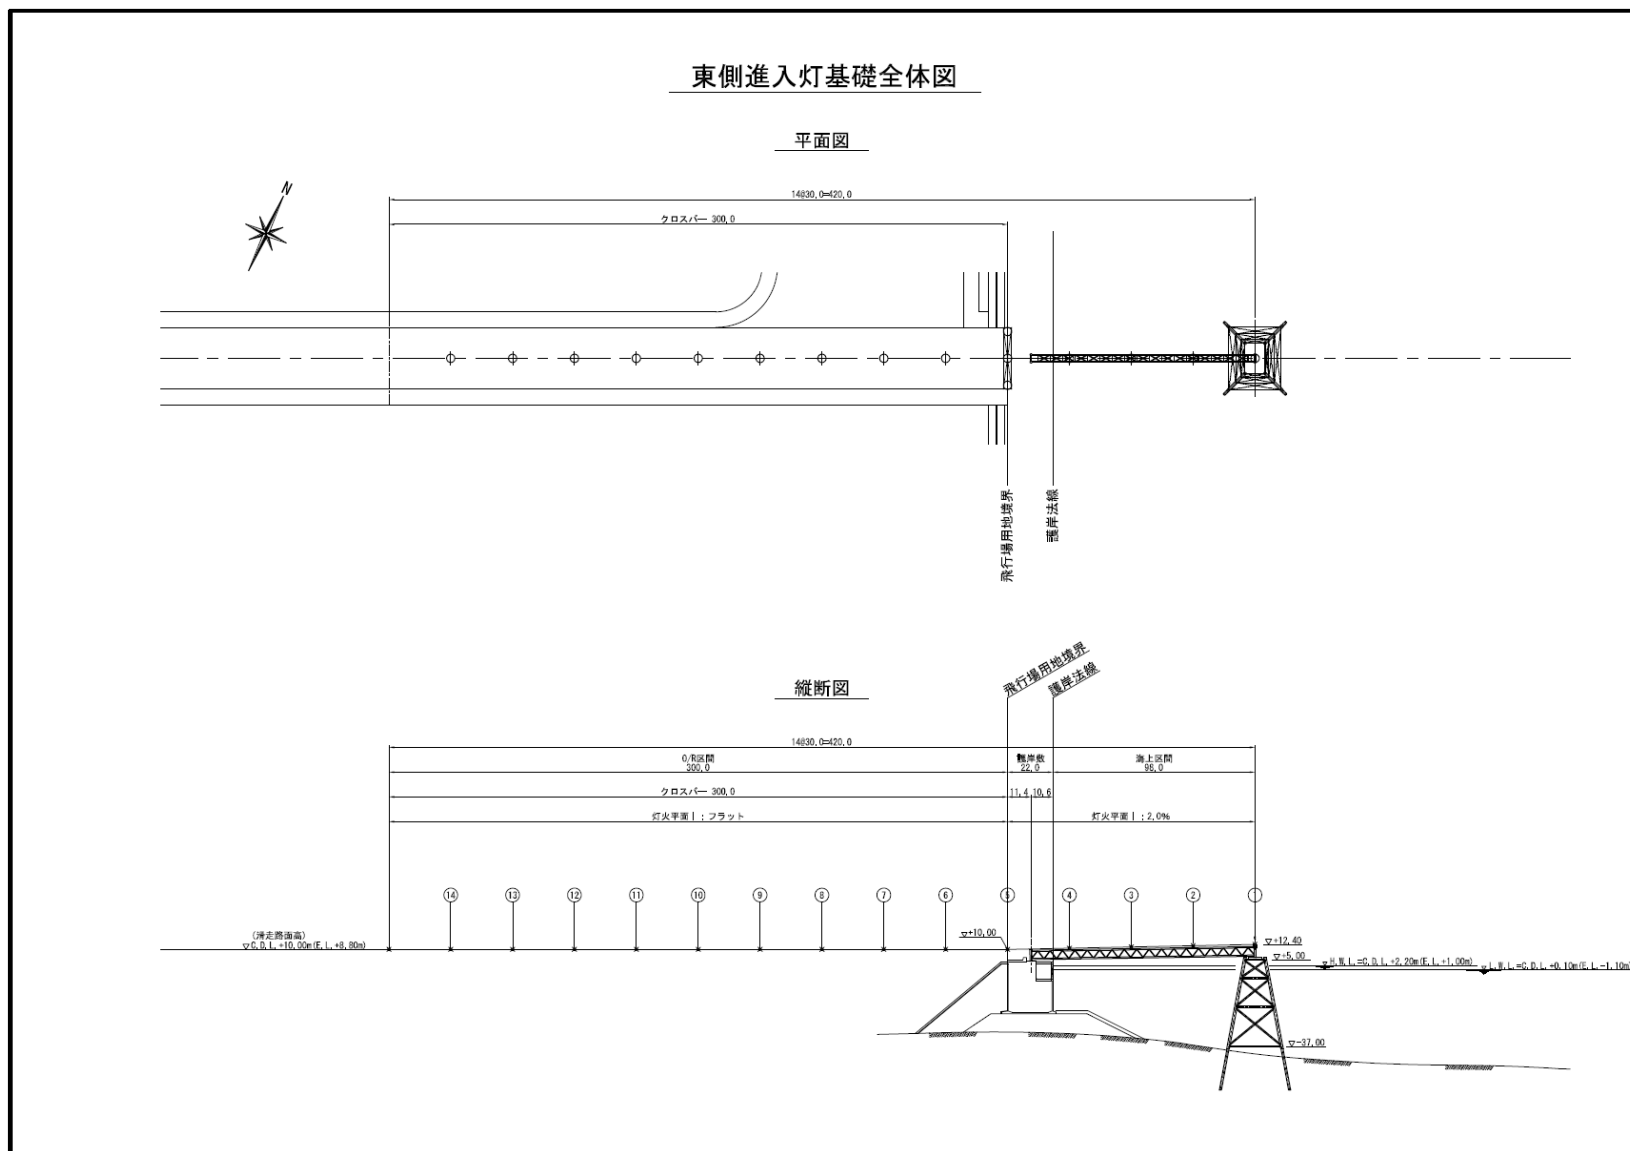 東側進入灯基礎全体図
平面図
N
14@30.0=420.0
クロスバー 300.0
飛行場用地境界
護岸法線
縦断図
飛行場用地境界
護岸法線
14@30.0=420.0
O/R区間
300.0
護岸敷
22.0
海上区間
98.0
クロスバー 300.0
11.4 10.6
灯火平面Ⅰ：フラット
灯火平面Ⅰ：2.0%
⑭ ⑬ ⑫ ⑪ ⑩ ⑨ ⑧ ⑦ ⑥ ⑤ ④ ③ ② ①
(滑走路面高)
▽C.D.L.+10.00m(E.L.+8.80m)
▽+10.00
▽+12.40
▽+5.00
▽H.W.L.=C.D.L.+2.20m(E.L.+1.00m)
▽L.W.L.=C.D.L.+0.10m(E.L.-1.10m)
▽-37.00